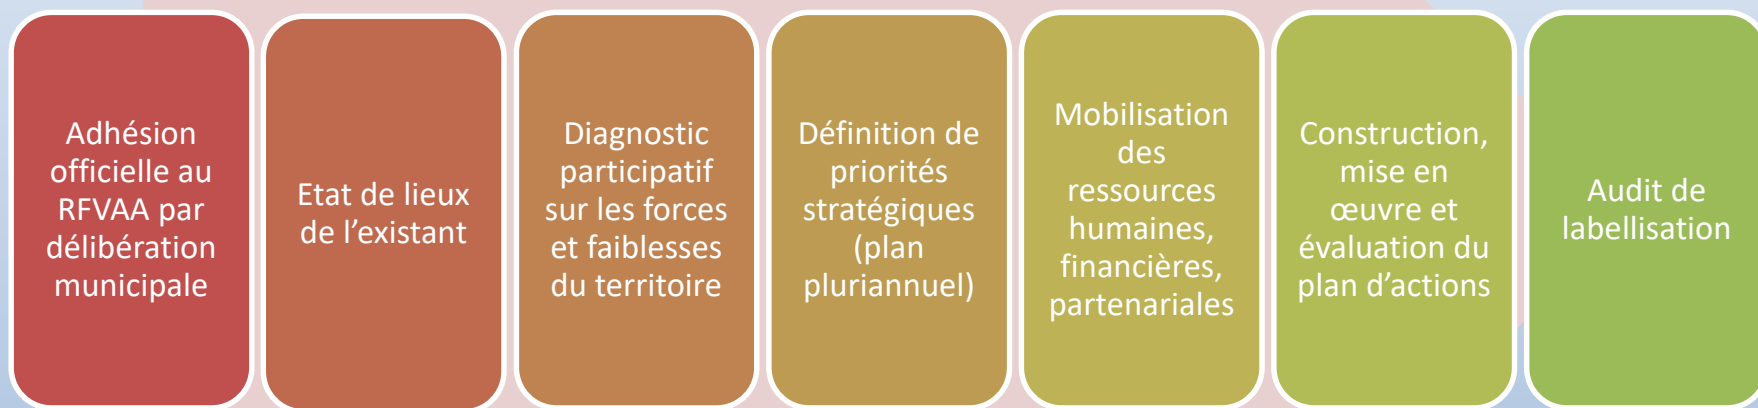 Adhésion
officielle au
RFVAA par
délibération
municipale
Etat de lieux
de l’existant
Diagnostic
participatif
sur les forces
et faiblesses
du territoire
Définition de
priorités
stratégiques
(plan
pluriannuel)
Mobilisation
des
ressources
humaines,
financières,
partenariales
Construction,
mise en
œuvre et
évaluation du
plan d’actions
Audit de
labellisation